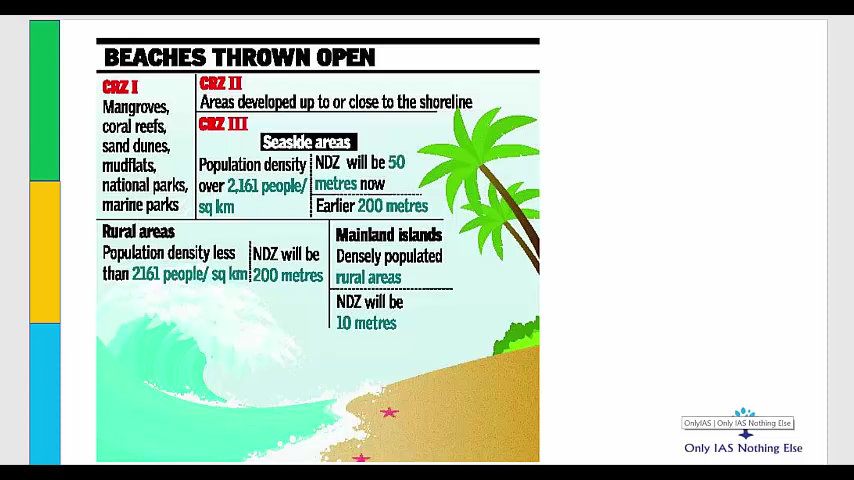 BEACHES THROWN OPEN
CRZ I
Mangroves,
coral reefs,
sand dunes,
mudflats,
national parks,
marine parks
CRZ II
Areas developed up to or close to the shoreline
CRZ III
Seaside areas
Population density
over 2,161 people/
sq km
NDZ will be 50
metres now
Earlier 200 metres
Rural areas
Population density less
than 2161 people/ sq km
NDZ will be
200 metres
Mainland islands
Densely populated
rural areas
NDZ will be
10 metres
OnlyIAS | Only IAS Nothing Else
Only IAS Nothing Else